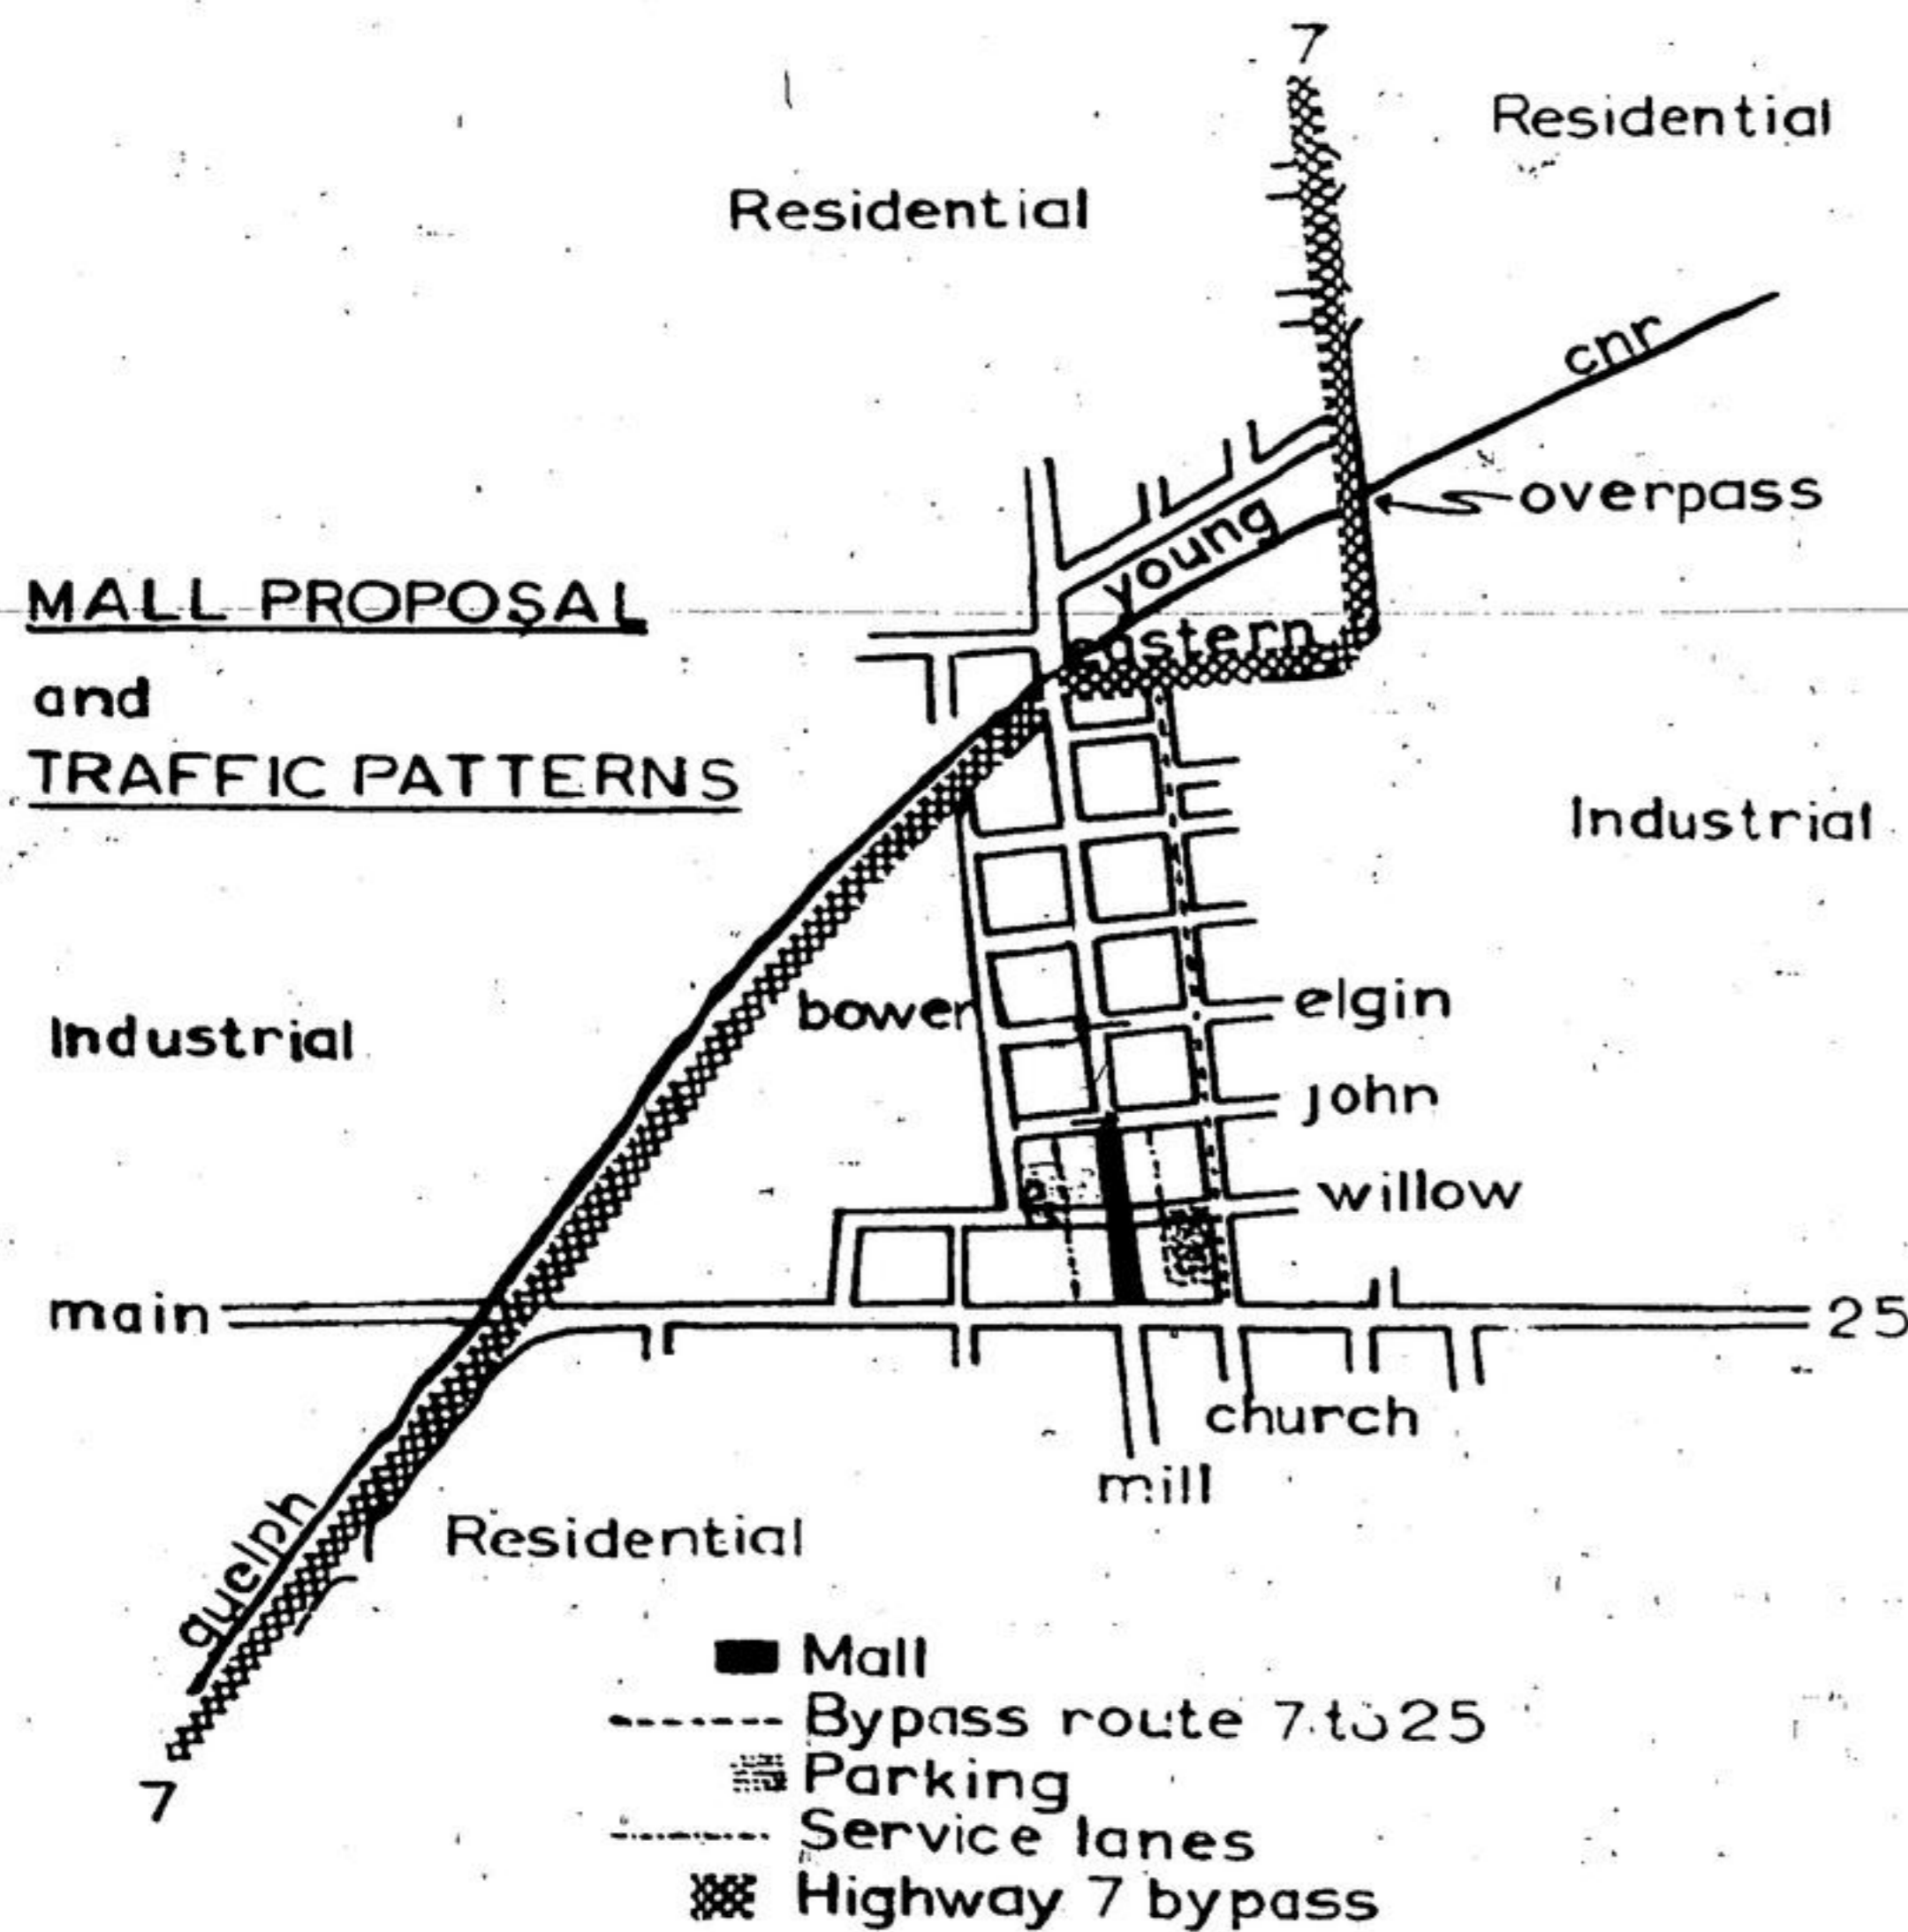 7
Residential
Residential
cnr
overpass
young
MALL PROPOSAL
eastern
and
TRAFFIC PATTERNS
Industrial
bower
elgin
Industrial
john
willow
main
25
church
mill
guelph
Residential
Mall
Bypass route 7 to 25
Parking
Service lanes
7
Highway 7 bypass